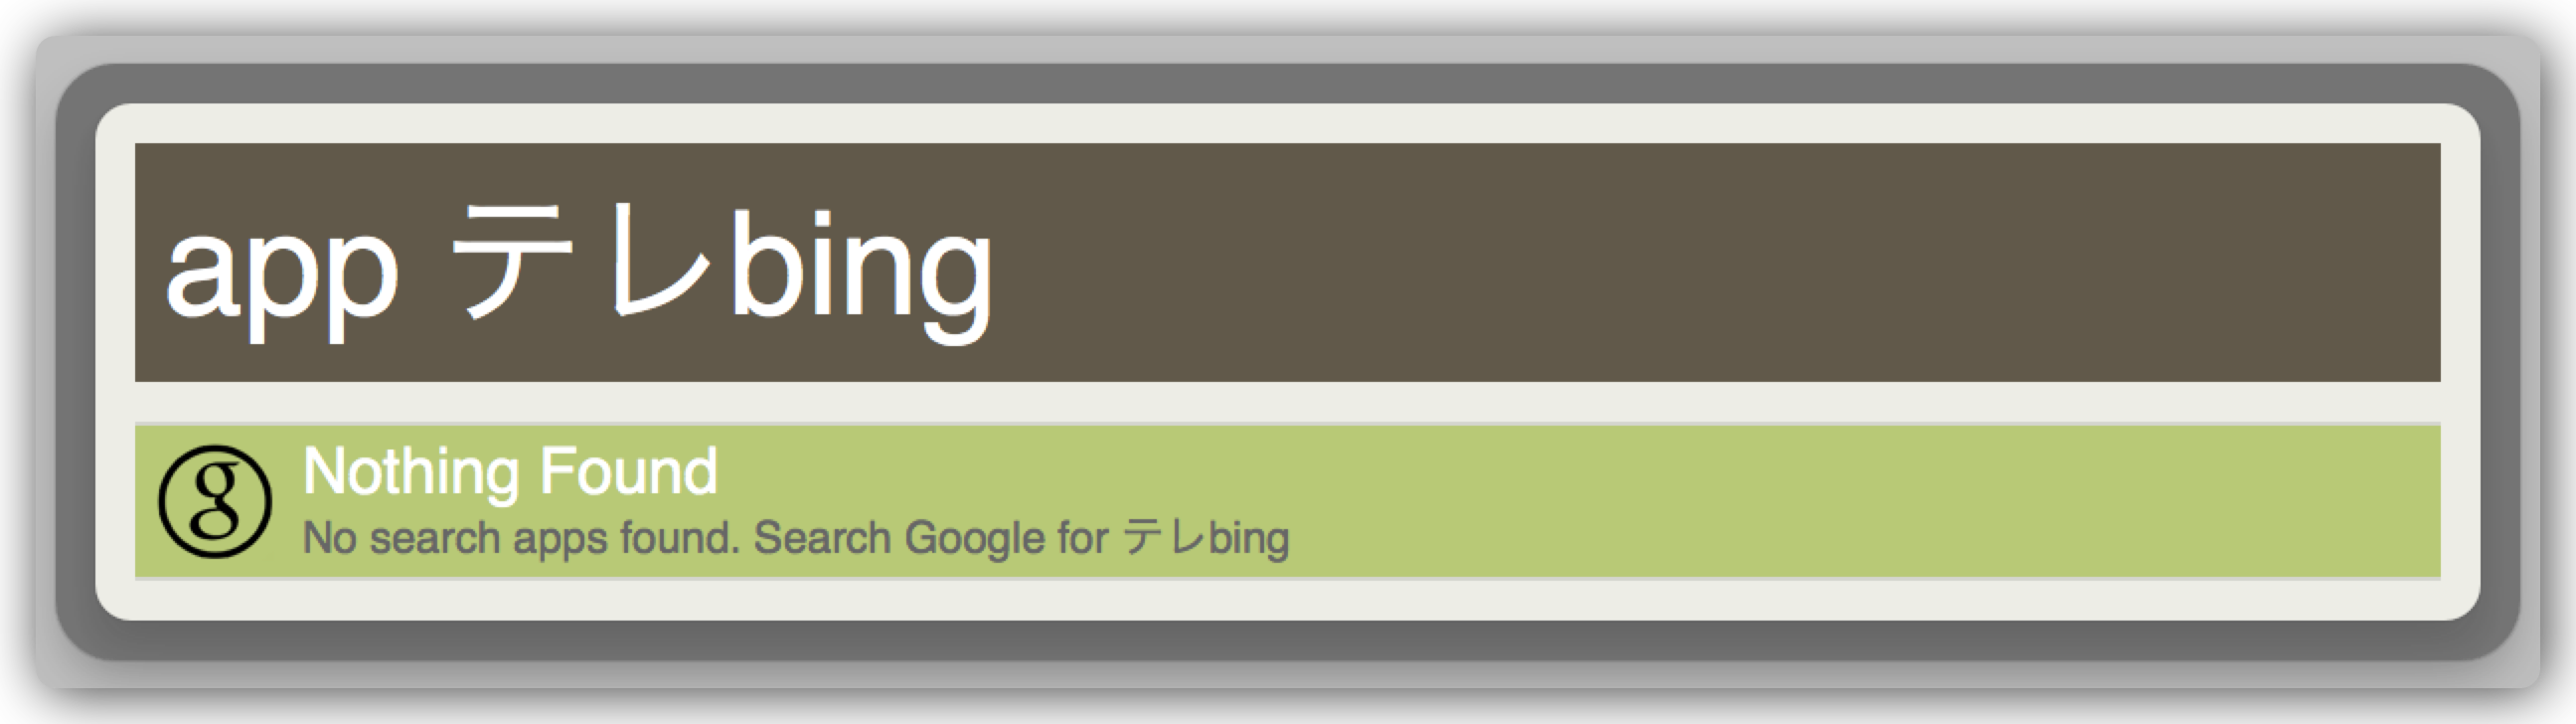 app テレbing
g
Nothing Found
No search apps found. Search Google for テレbing